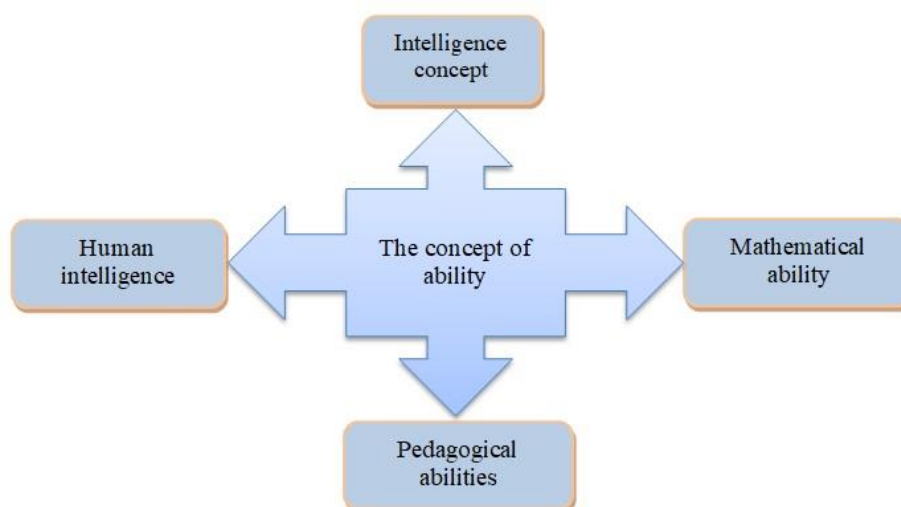 Intelligence
concept
Human
intelligence
The concept of
ability
Mathematical
ability
Pedagogical
abilities